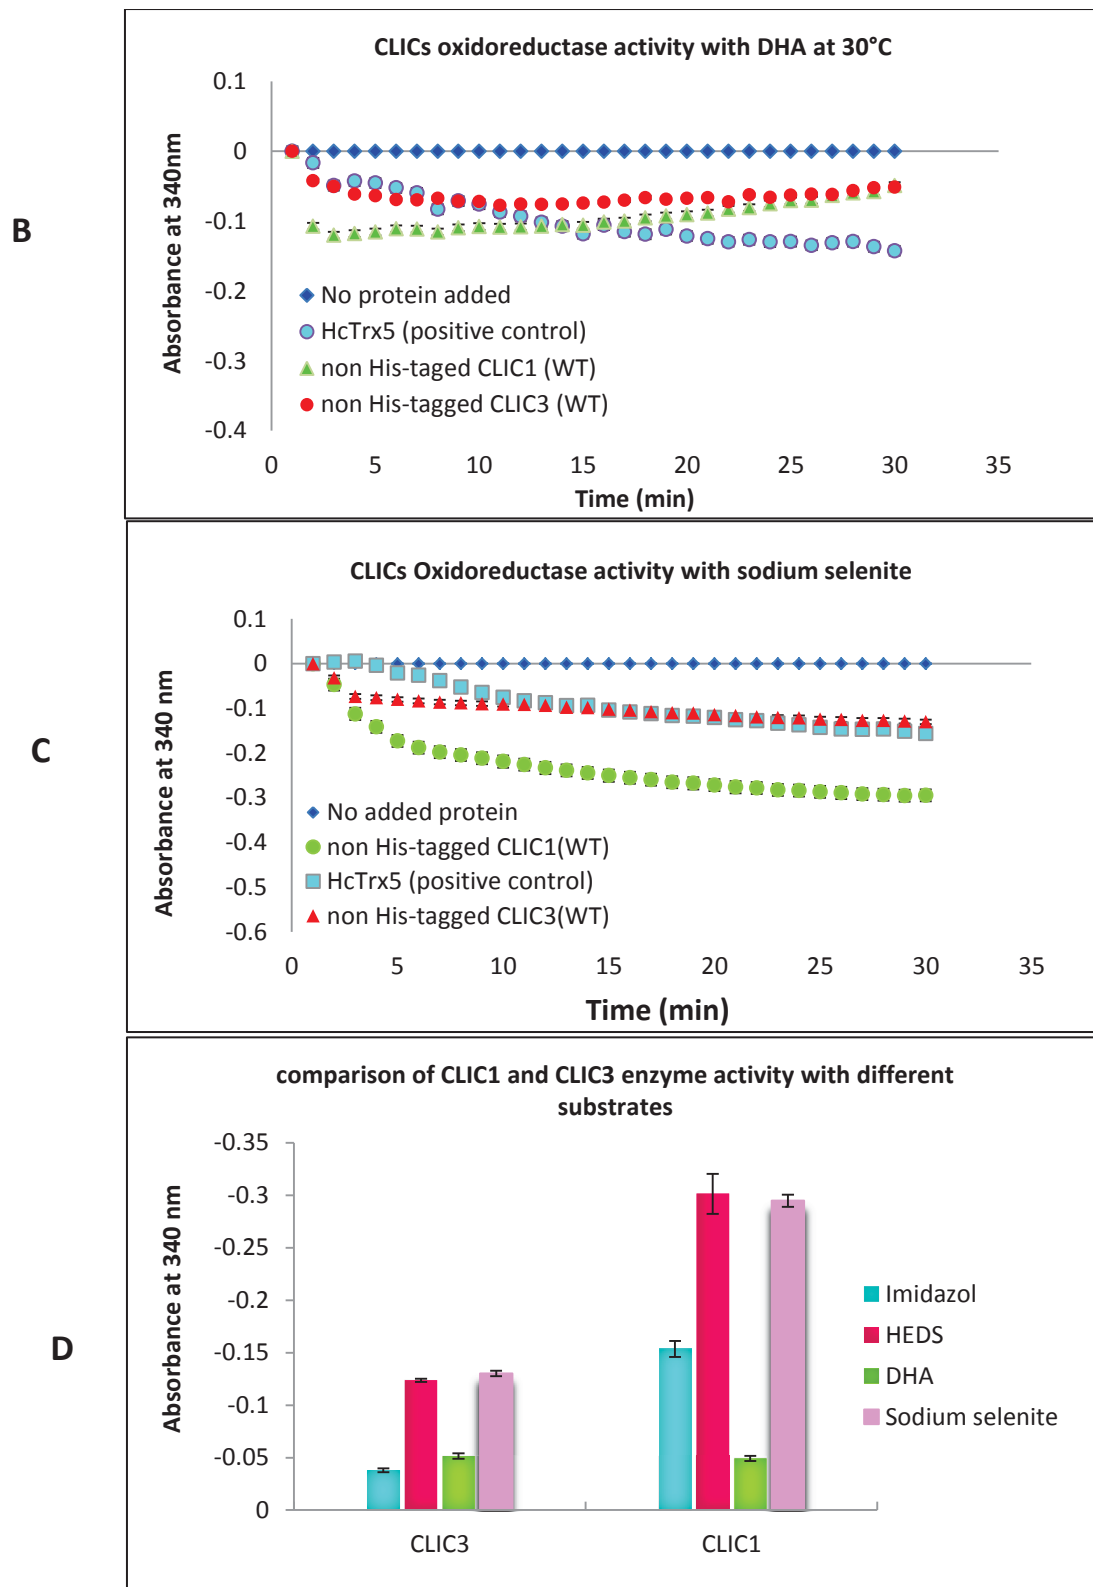 B
CLICs oxidoreductase activity with DHA at 30°C
Absorbance at 340nm
0.1
0
-0.1
-0.2
-0.3
-0.4
No protein added
HcTrx5 (positive control)
non His-taged CLIC1 (WT)
non His-tagged CLIC3 (WT)
0 5 10 15 20 25 30 35
Time (min)
C
CLICs Oxidoreductase activity with sodium selenite
Absorbance at 340 nm
0.1
0
-0.1
-0.2
-0.3
-0.4
-0.5
-0.6
No added protein
non His-tagged CLIC1(WT)
HcTrx5 (positive control)
non His-tagged CLIC3(WT)
0 5 10 15 20 25 30 35
Time (min)
D
comparison of CLIC1 and CLIC3 enzyme activity with different
substrates
Absorbance at 340 nm
-0.35
-0.3
-0.25
-0.2
-0.15
-0.1
-0.05
0
Imidazol
HEDS
DHA
Sodium selenite
CLIC3 CLIC1